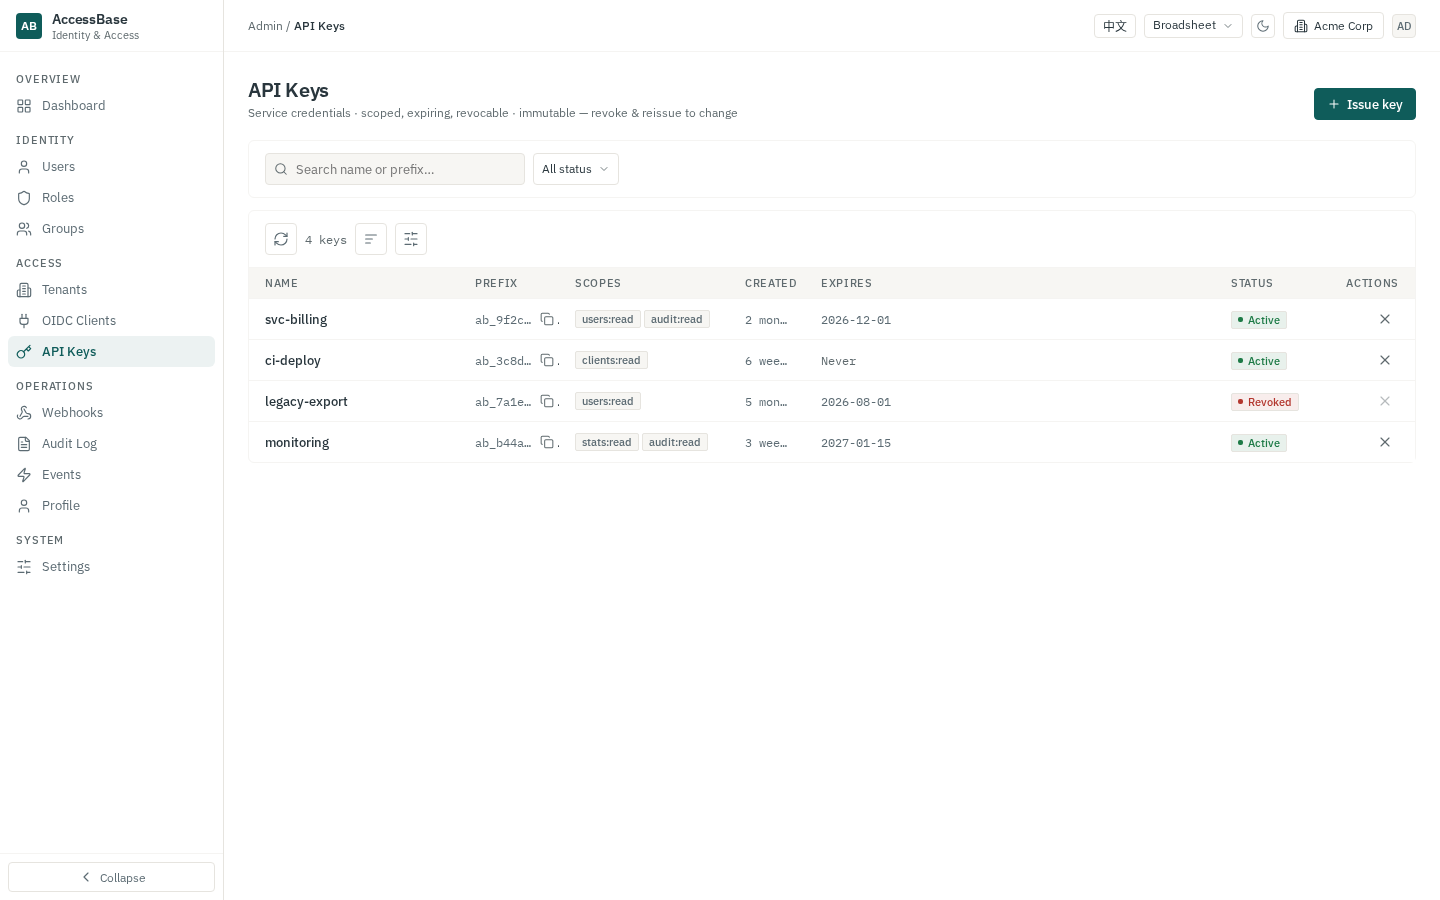 AB
AccessBase
Identity & Access
OVERVIEW
Dashboard
IDENTITY
Users
Roles
Groups
ACCESS
Tenants
OIDC Clients
API Keys
OPERATIONS
Webhooks
Audit Log
Events
Profile
SYSTEM
Settings
Collapse
Admin / API Keys
中文
Broadsheet
Acme Corp
AD
API Keys
Service credentials · scoped, expiring, revocable · immutable — revoke & reissue to change
Issue key
Search name or prefix...
All status
4 keys
NAME PREFIX SCOPES CREATED EXPIRES STATUS ACTIONS
svc-billing ab_9f2c… . users:read audit:read 2 mon… 2026-12-01 Active
ci-deploy ab_3c8d… . clients:read 6 wee… Never Active
legacy-export ab_7a1e… . users:read 5 mon… 2026-08-01 Revoked
monitoring ab_b44a… . stats:read audit:read 3 wee… 2027-01-15 Active